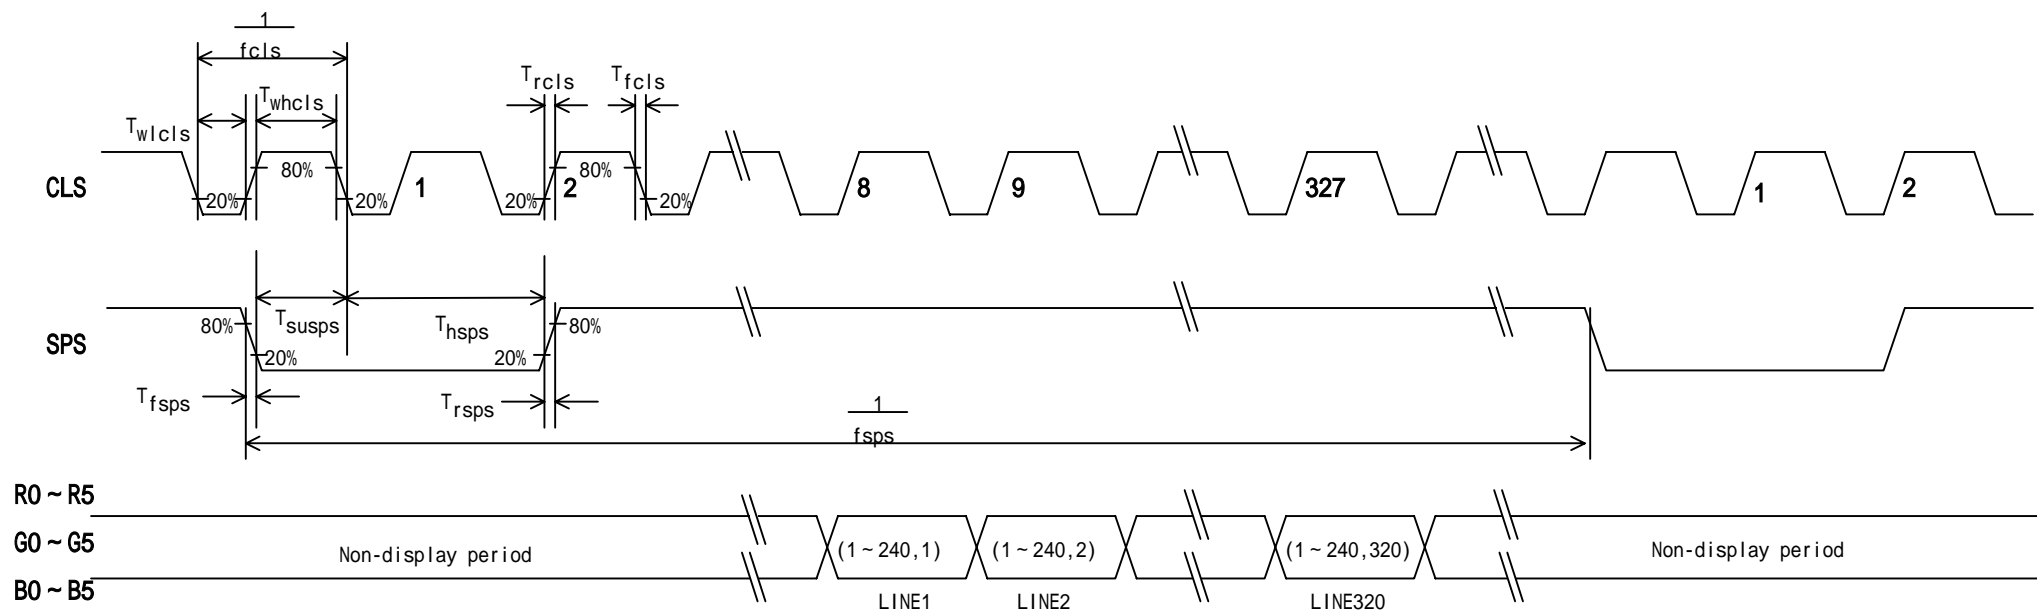 1
fcls
Trcls Tfcls
Twhcls
Twlcls
CLS 20% 80% 20% 1 20% 2 80% 20% 8 9 327 1 2
Tsusps Thsps
SPS 80% 20% 20% 80%
Tfsps Trsps
1
fsps
R0 ~ R5
G0 ~ G5 Non-display period (1 ~ 240,1) (1 ~ 240,2) (1 ~ 240,320) Non-display period
B0 ~ B5
LINE1 LINE2 LINE320